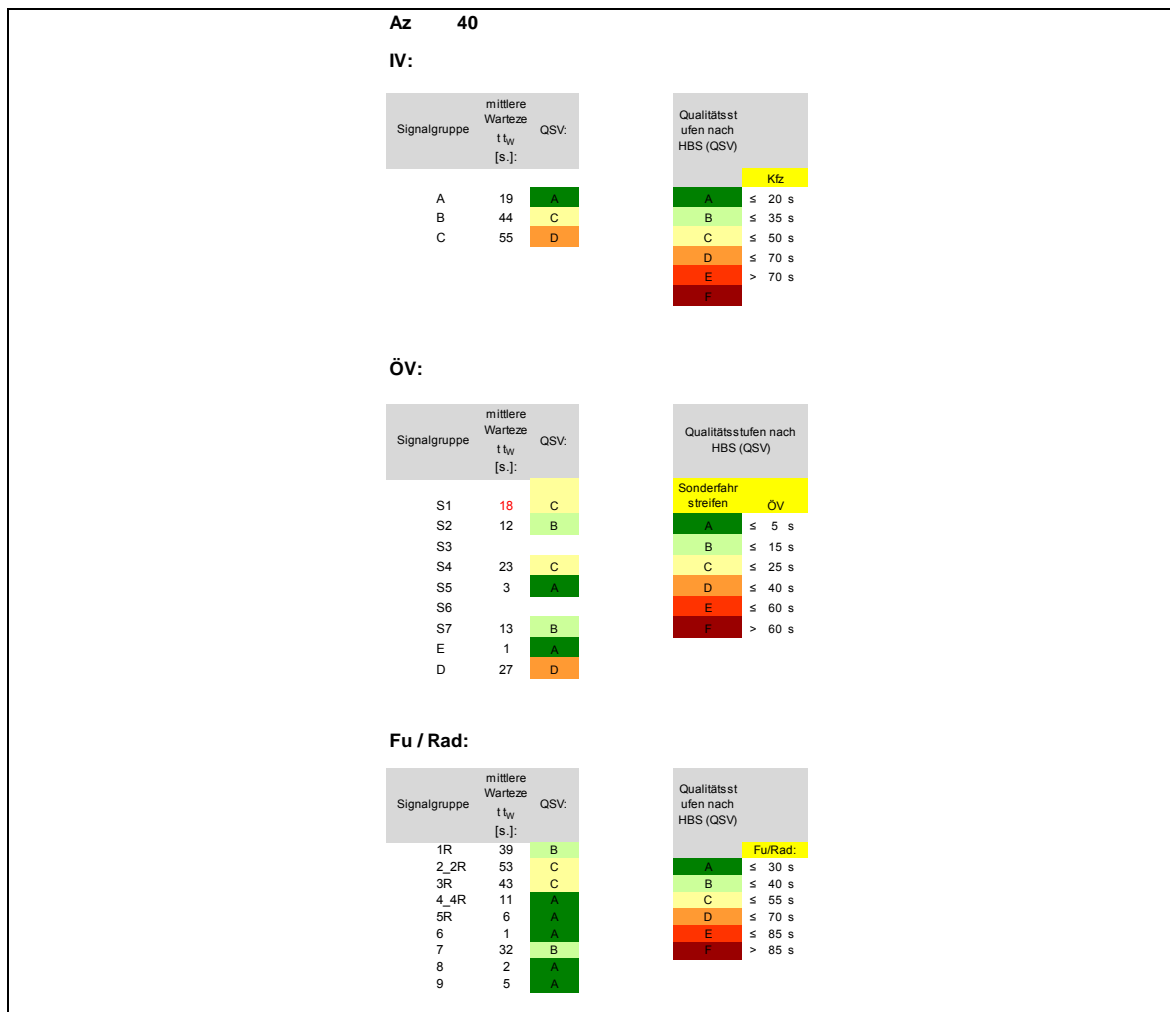 Az 40
IV:
Signalgruppe mittlere Warteze t tW [s.]: QSV:
A 19 A
B 44 C
C 55 D
Qualitätsst
ufen nach
HBS (QSV)
Kfz
A ≤ 20 s
B ≤ 35 s
C ≤ 50 s
D ≤ 70 s
E > 70 s
F
ÖV:
Signalgruppe mittlere Warteze t tW [s.]: QSV:
S1 18 C
S2 12 B
S3
S4 23 C
S5 3 A
S6
S7 13 B
E 1 A
D 27 D
Qualitätsstufen nach
HBS (QSV)
Sonderfahr
streifen ÖV
A ≤ 5 s
B ≤ 15 s
C ≤ 25 s
D ≤ 40 s
E ≤ 60 s
F > 60 s
Fu / Rad:
Signalgruppe mittlere Warteze t tW [s.]: QSV:
1R 39 B
2_2R 53 C
3R 43 C
4_4R 11 A
5R 6 A
6 1 A
7 32 B
8 2 A
9 5 A
Qualitätsst
ufen nach
HBS (QSV)
Fu/Rad:
A ≤ 30 s
B ≤ 40 s
C ≤ 55 s
D ≤ 70 s
E ≤ 85 s
F > 85 s